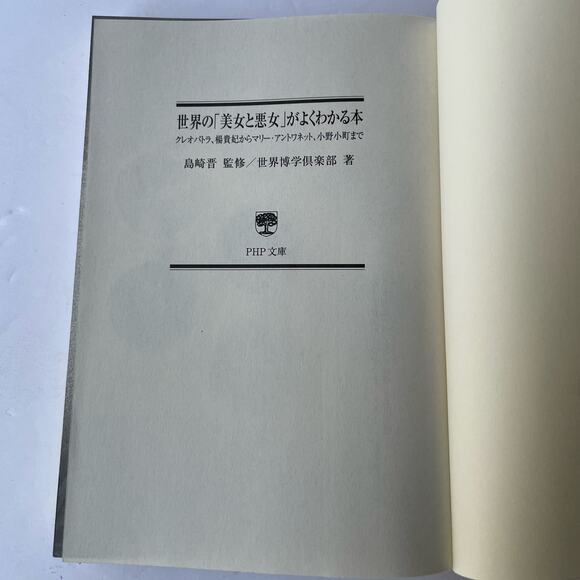 世界の「美女と悪女」がよくわかる本
クレオパトラ、楊貴妃からマリー・アントワネット、小野小町まで
島崎晋 監修／世界博学倶楽部 著
PHP文庫